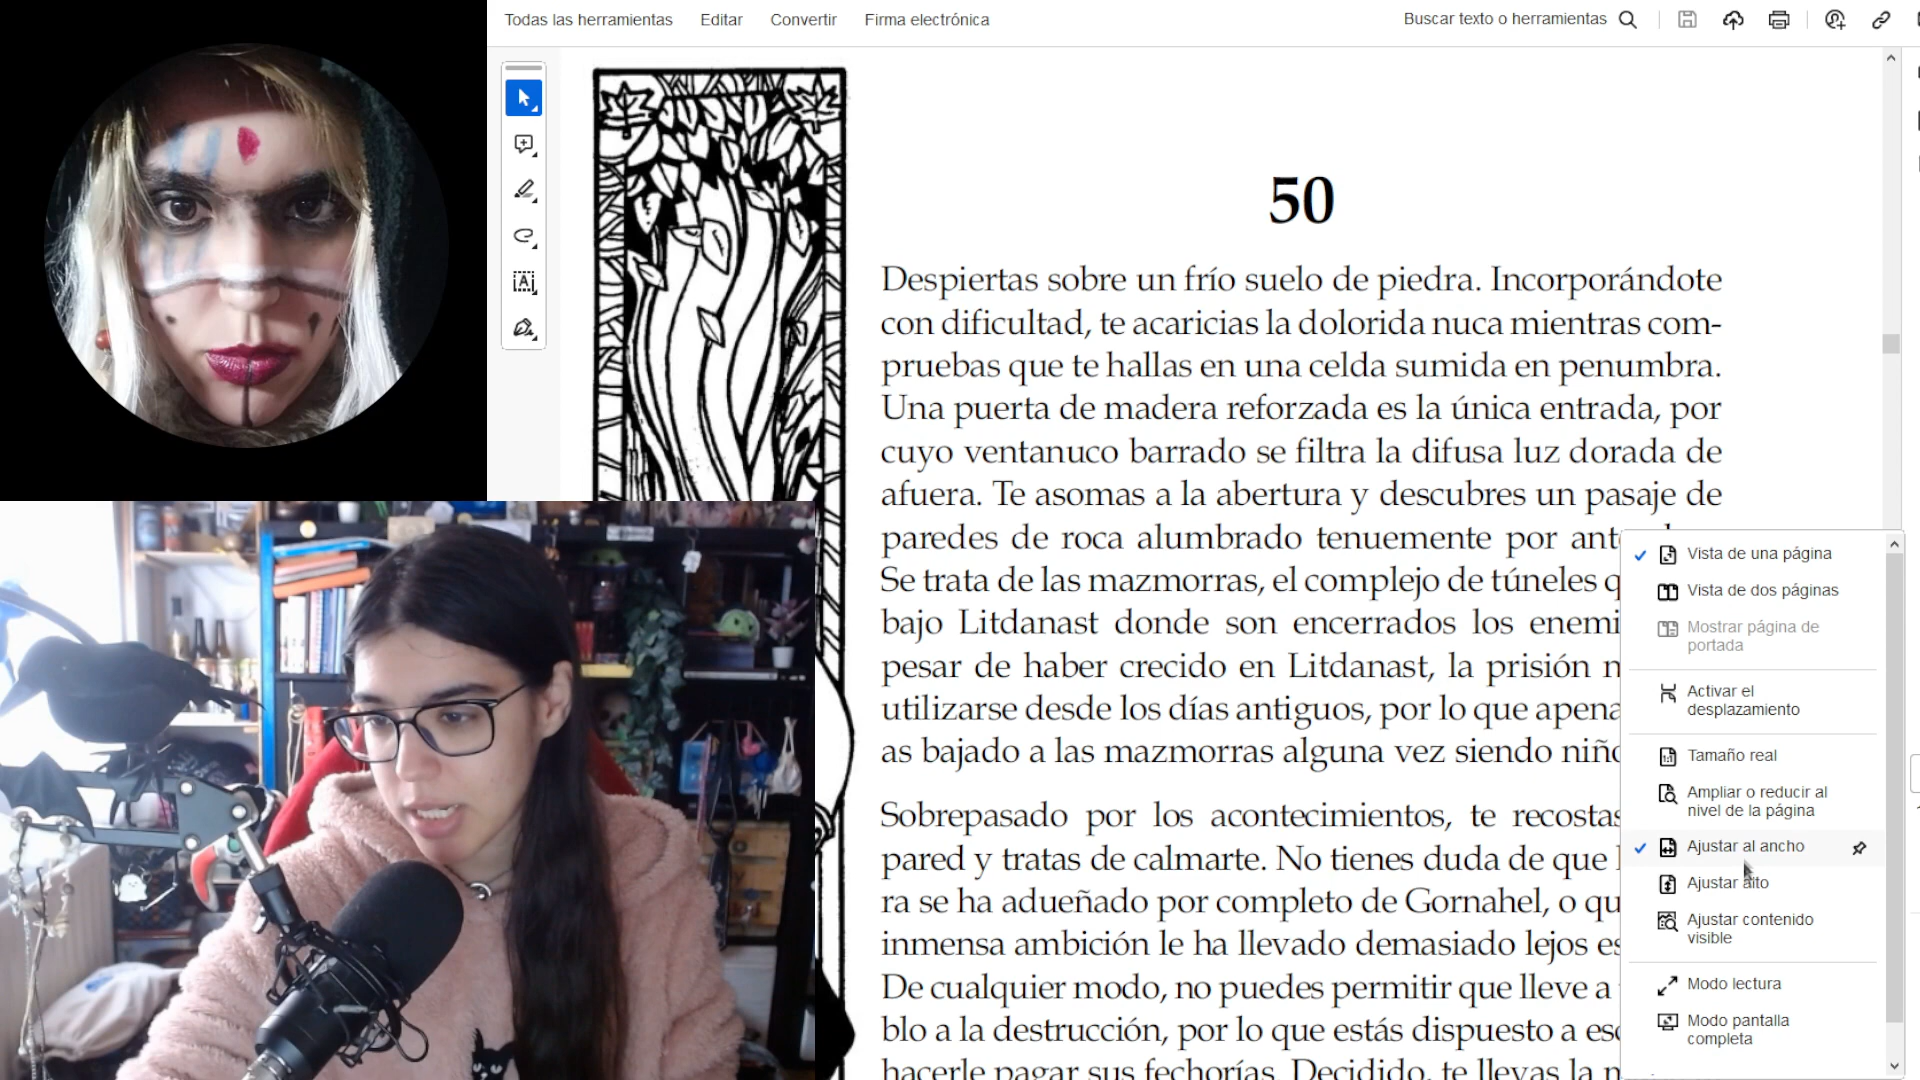 Todas las herramientas Editar Convertir Firma electrónica Buscar texto o herramientas
50
Despiertas sobre un frío suelo de piedra. Incorporándote
con dificultad, te acaricias la dolorida nuca mientras com-
pruebas que te hallas en una celda sumida en penumbra.
Una puerta de madera reforzada es la única entrada, por
cuyo ventanuco barrado se filtra la difusa luz dorada de
afuera. Te asomas a la abertura y descubres un pasaje de
paredes de roca alumbrado tenuemente por
Se trata de las mazmorras, el complejo de túneles
bajo Litdanast donde son encerrados los
pesar de haber crecido en Litdanast, la prisión
utilizarse desde los días antiguos, por lo que
as bajado a las mazmorras alguna vez siendo
Sobrepasado por los acontecimientos, te
pared y tratas de calmarte. No tienes duda de que
ra se ha adueñado por completo de Gornahel, o
inmensa ambición le ha llevado demasiado lejos
De cualquier modo, no puedes permitir que lleve a
blo a la destrucción, por lo que estás dispuesto a
hacerle pagar sus fechorías. Decidido, te llevas la
Vista de una página
Vista de dos páginas
Mostrar página de
portada
Activar el
desplazamiento
Tamaño real
Ampliar o reducir al
nivel de la página
Ajustar al ancho
Ajustar alto
Ajustar contenido
visible
Modo lectura
Modo pantalla
completa